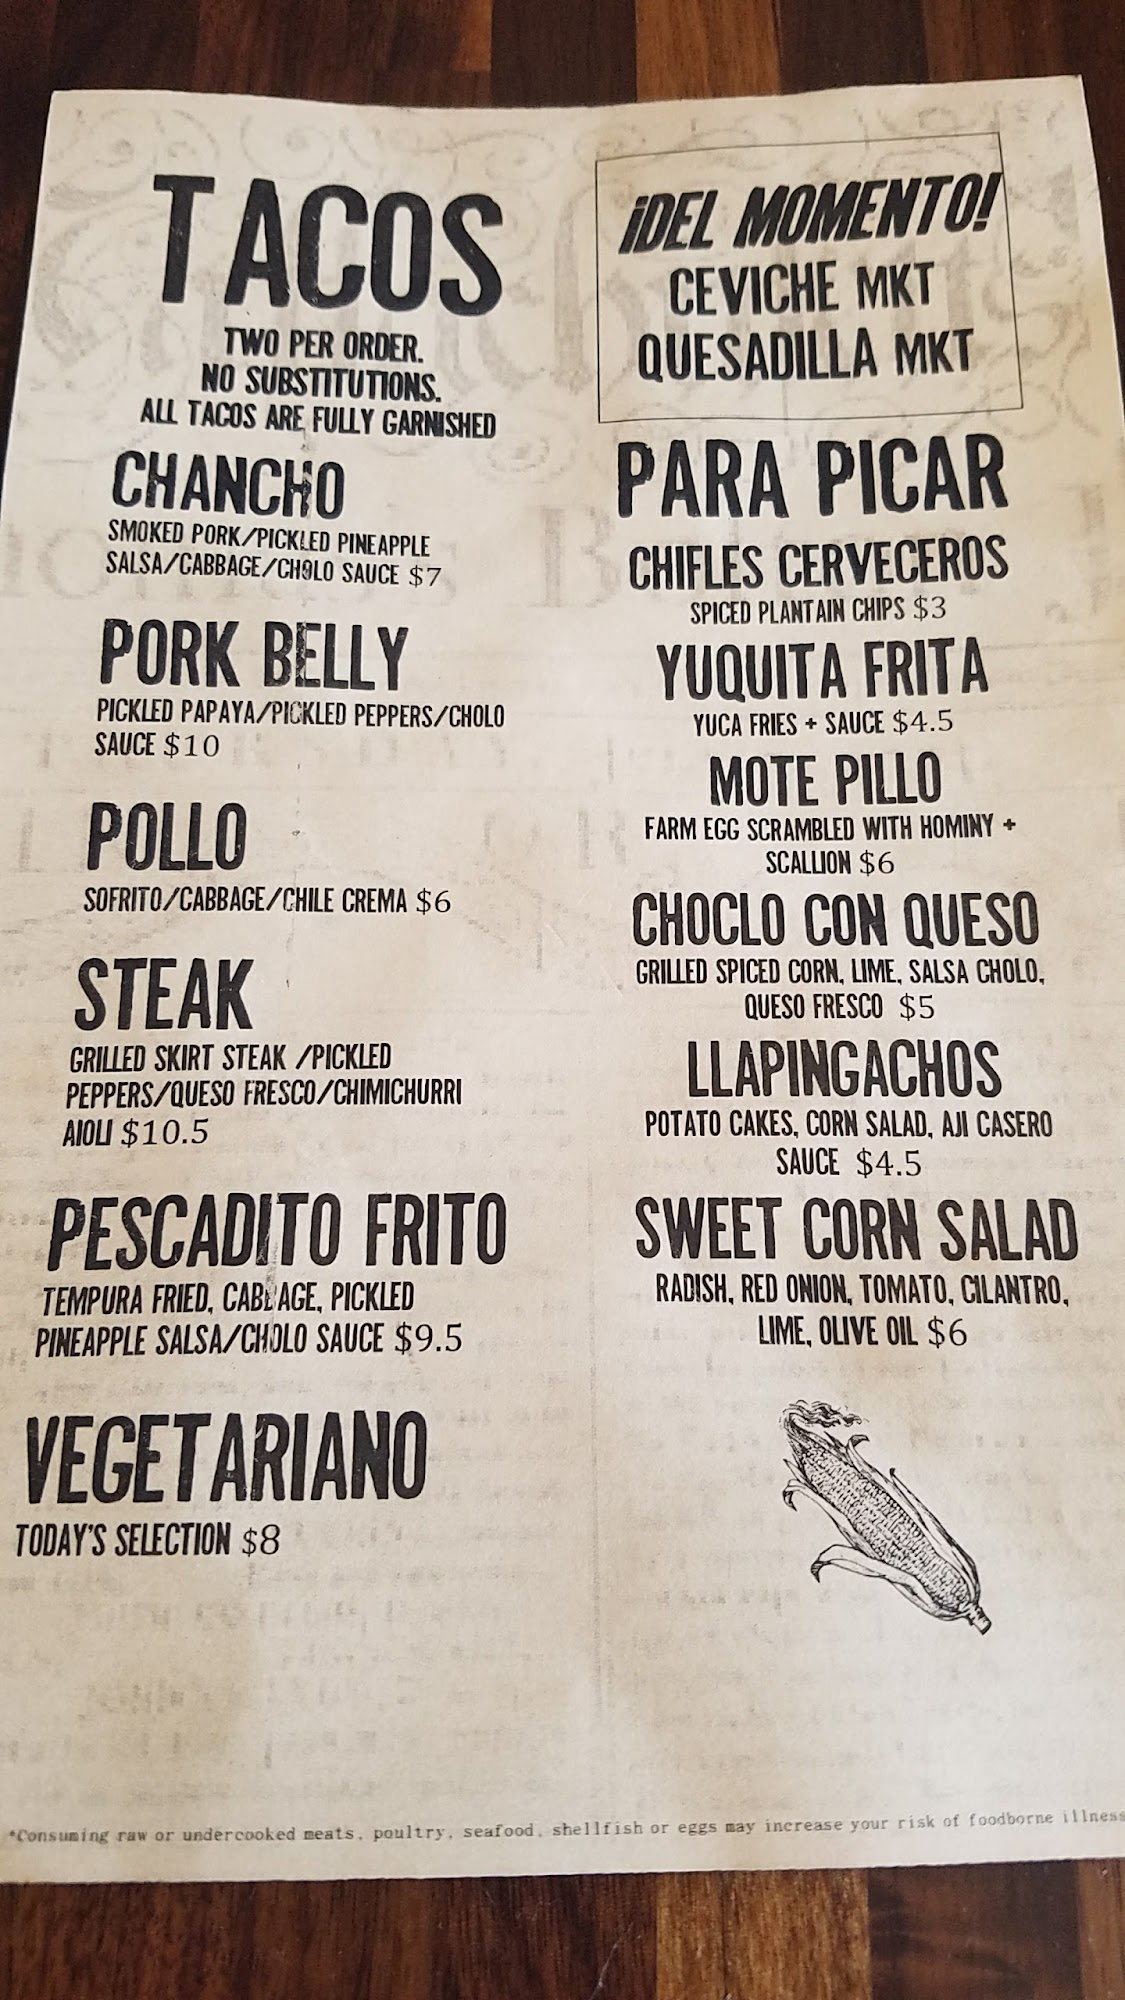 TACOS
TWO PER ORDER.
NO SUBSTITUTIONS.
ALL TACOS ARE FULLY GARNISHED
CHANCHO
SMOKED PORK/PICKLED PINEAPPLE
SALSA/CABBAGE/CHOLO SAUCE $7
PORK BELLY
PICKLED PAPAYA/PICKLED PEPPERS/CHOLO
SAUCE $10
POLLO
SOFRITO/CABBAGE/CHILE CREMA $6
STEAK
GRILLED SKIRT STEAK /PICKLED
PEPPERS/QUESO FRESCO/CHIMICHURRI
AIOLI $10.5
PESCADITO FRITO
TEMPURA FRIED, CABBAGE, PICKLED
PINEAPPLE SALSA/CHOLO SAUCE $9.5
VEGETARIANO
TODAY'S SELECTION $8
¡DEL MOMENTO!
CEVICHE MKT
QUESADILLA MKT
PARA PICAR
CHIFLES CERVECEROS
SPICED PLANTAIN CHIPS $3
YUQUITA FRITA
YUCA FRIES + SAUCE $4.5
MOTE PILLO
FARM EGG SCRAMBLED WITH HOMINY +
SCALLION $6
CHOCLO CON QUESO
GRILLED SPICED CORN, LIME, SALSA CHOLO,
QUESO FRESCO $5
LLAPINGACHOS
POTATO CAKES, CORN SALAD, AJI CASERO
SAUCE $4.5
SWEET CORN SALAD
RADISH, RED ONION, TOMATO, CILANTRO,
LIME, OLIVE OIL $6
*Consuming raw or undercooked meats, poultry, seafood, shellfish or eggs may increase your risk of foodborne illness